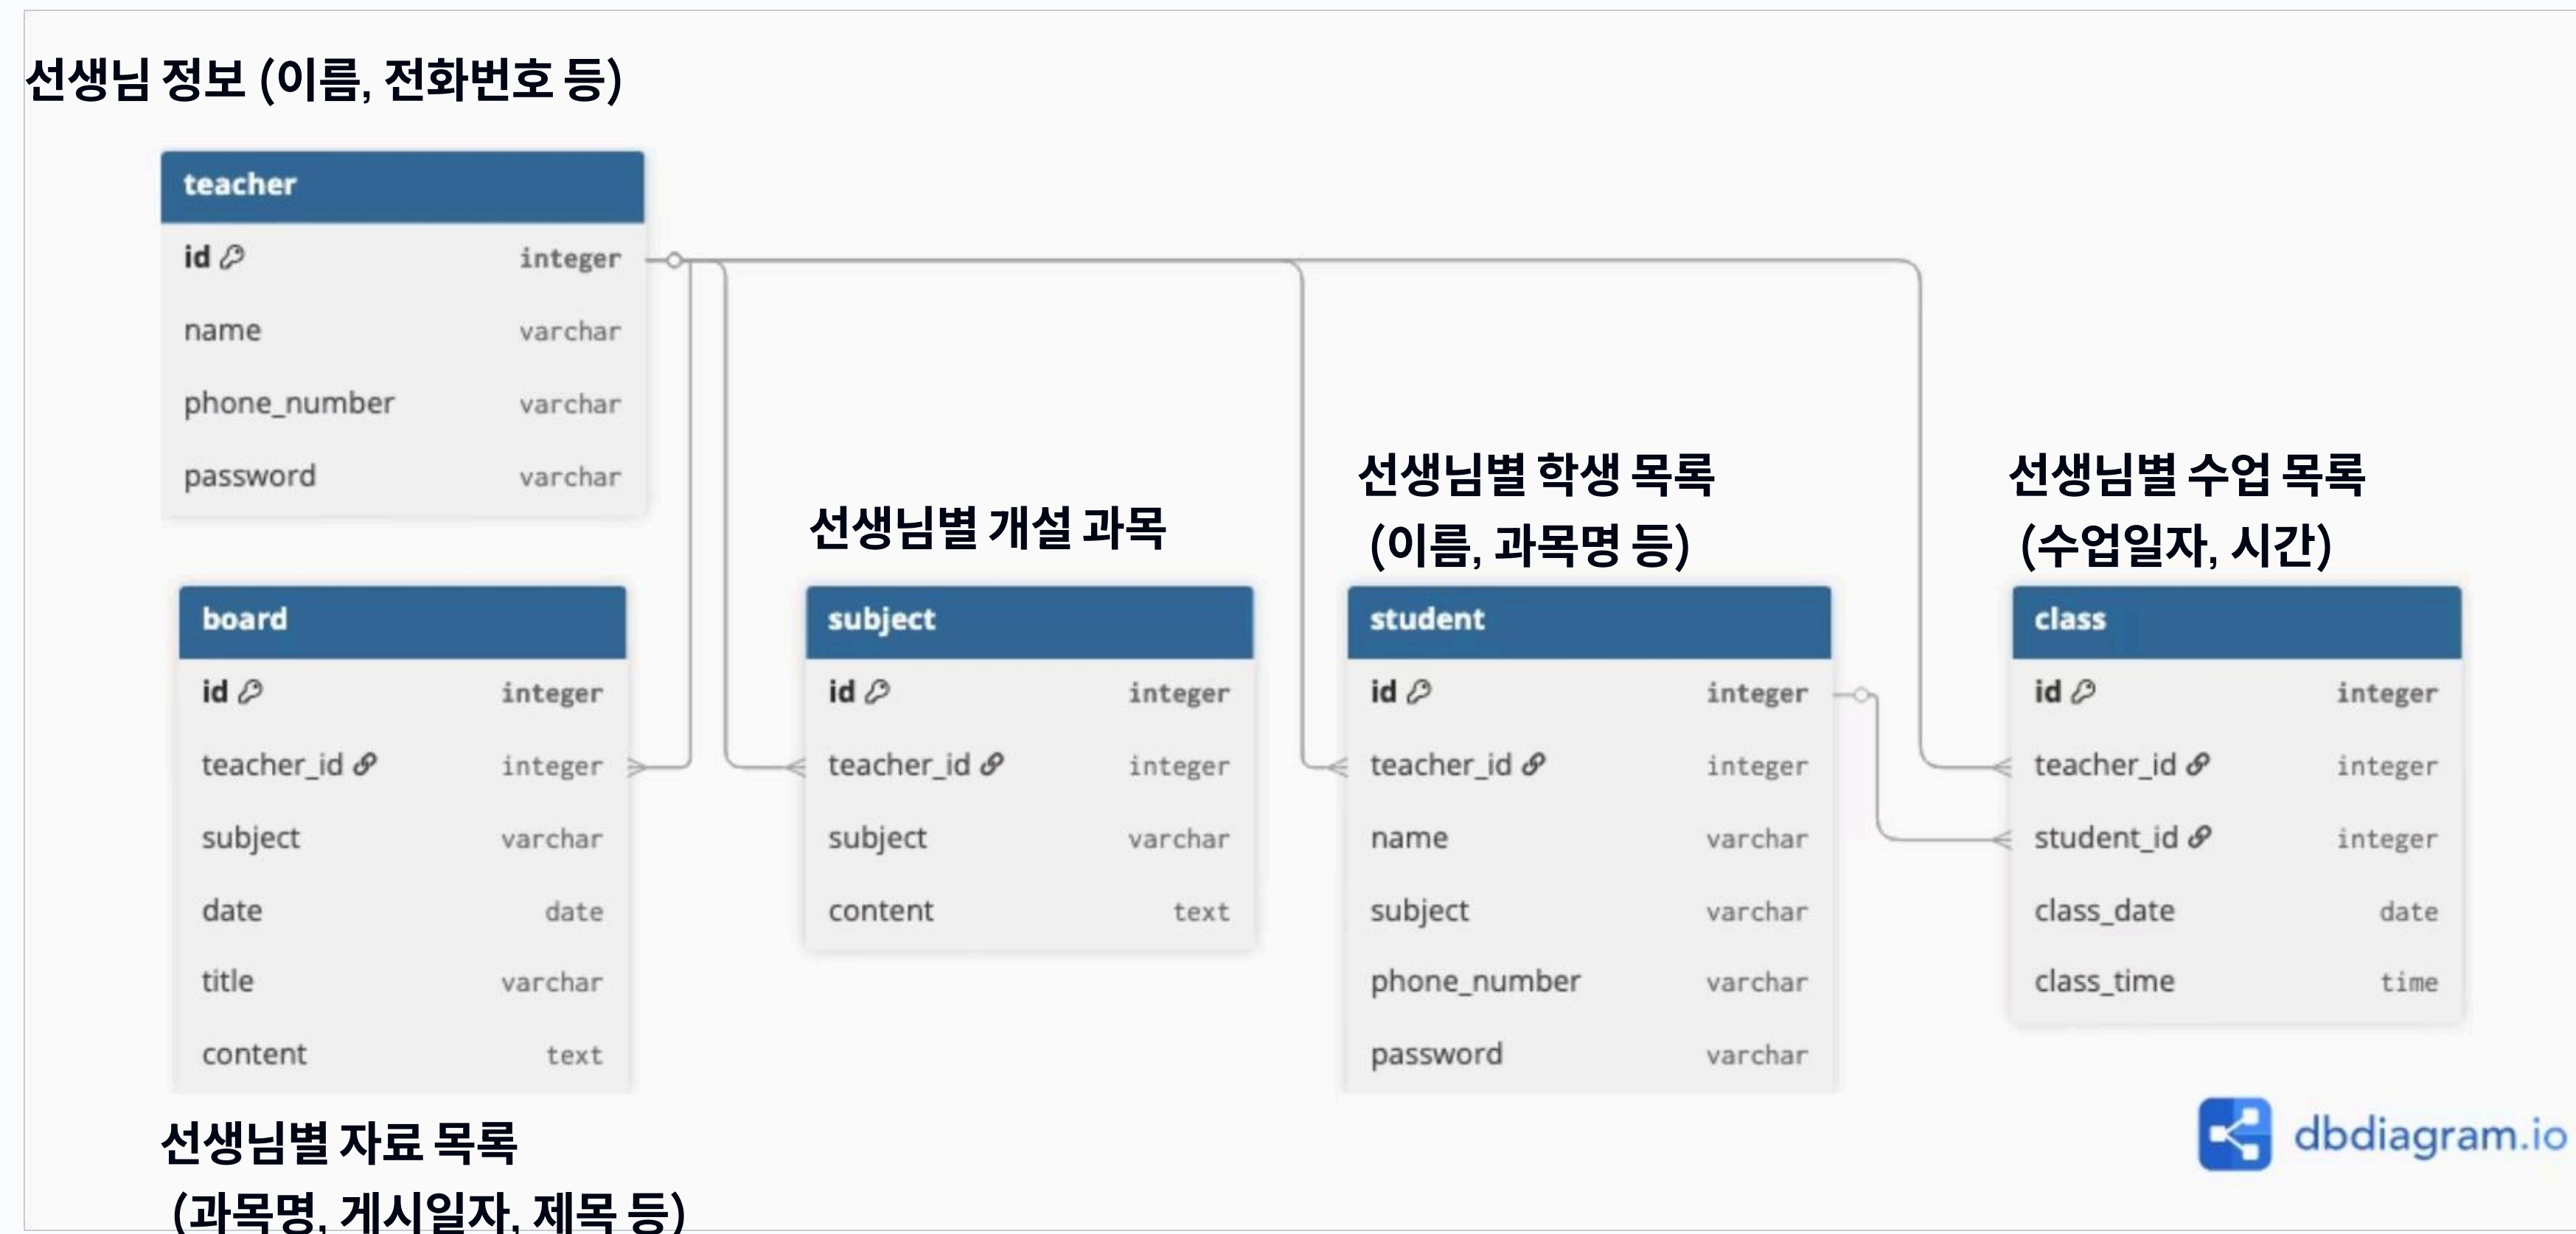 선생님 정보 (이름, 전화번호 등)
teacher
id integer
name varchar
phone_number varchar
password varchar
선생님별 개설 과목
선생님별 학생 목록
(이름, 과목명 등)
선생님별 수업 목록
(수업일자, 시간)
board
id integer
teacher_id integer
subject varchar
date date
title varchar
content text
subject
id integer
teacher_id integer
subject varchar
content text
student
id integer
teacher_id integer
name varchar
subject varchar
phone_number varchar
password varchar
class
id integer
teacher_id integer
student_id integer
class_date date
class_time time
선생님별 자료 목록
(과목명, 게시일자, 제목 등)
dbdiagram.io